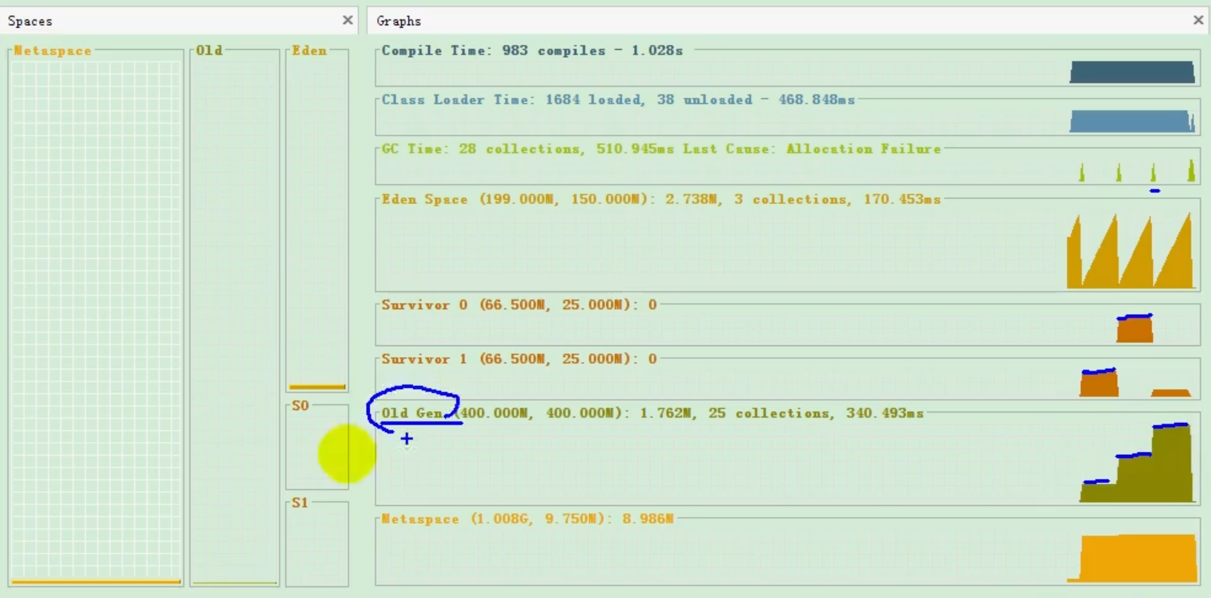 Spaces
Graphs
Metaspace
Old
Eden
S0
S1
Compile Time: 983 compiles - 1.028s
Class Loader Time: 1684 loaded, 38 unloaded - 468.848ms
GC Time: 28 collections, 510.945ms Last Cause: Allocation Failure
Eden Space (199.000M, 150.000M): 2.738M, 3 collections, 170.453ms
Survivor 0 (66.500M, 25.000M): 0
Survivor 1 (66.500M, 25.000M): 0
Old Gen (400.000M, 400.000M): 1.762M, 25 collections, 340.493ms
Metaspace (1.008G, 9.750M): 8.986M